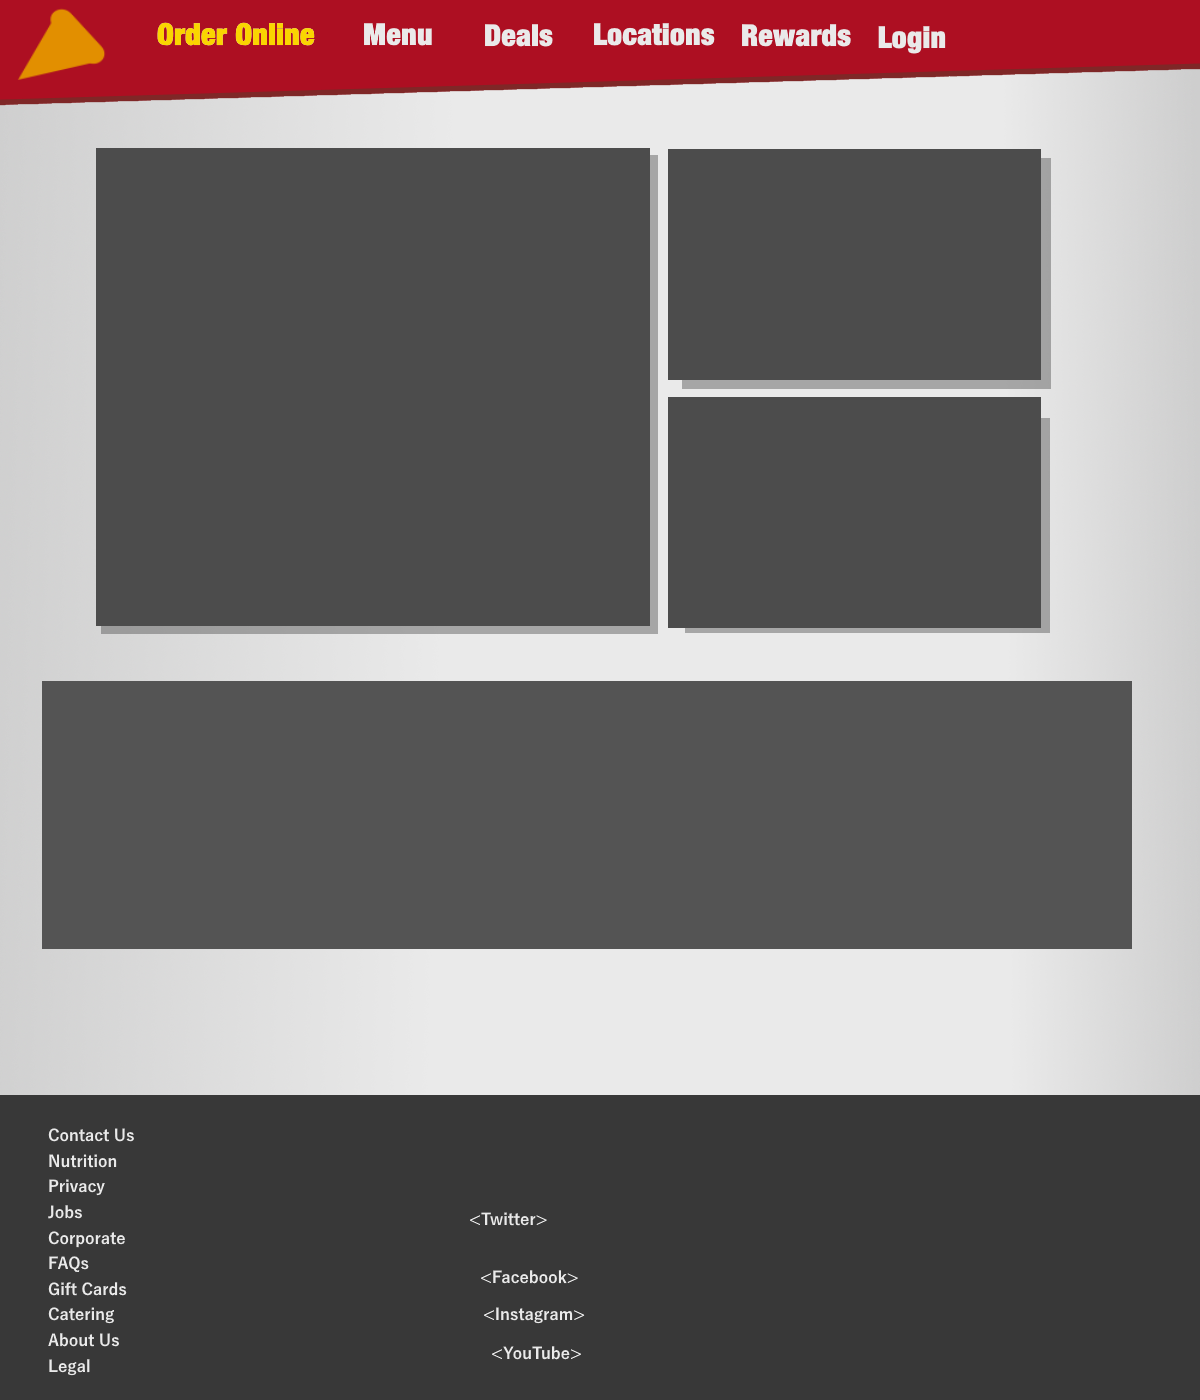 Order Online Menu Deals Locations Rewards Login
Contact Us
Nutrition
Privacy
Jobs
Corporate
FAQs
Gift Cards
Catering
About Us
Legal
<Twitter>
<Facebook>
<Instagram>
<YouTube>